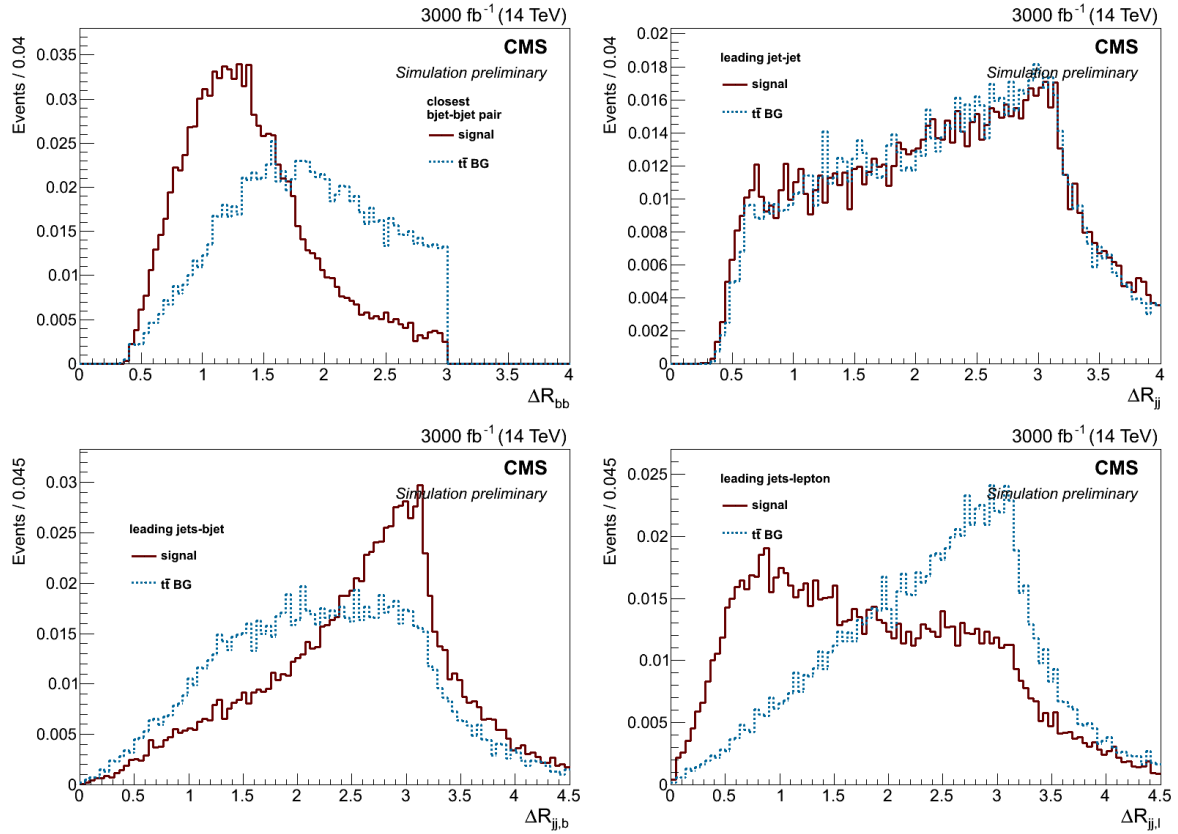 3000 fb-1 (14 TeV)
CMS
Simulation preliminary
closest
bjet-bjet pair
signal
tt̄ BG
Events / 0.04
0.035
0.03
0.025
0.02
0.015
0.01
0.005
0
0 0.5 1 1.5 2 2.5 3 3.5 4
ΔRbb
3000 fb-1 (14 TeV)
CMS
Simulation preliminary
leading jet-jet
signal
tt̄ BG
Events / 0.04
0.02
0.018
0.016
0.014
0.012
0.01
0.008
0.006
0.004
0.002
0
0 0.5 1 1.5 2 2.5 3 3.5 4
ΔRjj
3000 fb-1 (14 TeV)
CMS
Simulation preliminary
leading jets-bjet
signal
tt̄ BG
Events / 0.045
0.03
0.025
0.02
0.015
0.01
0.005
0
0 0.5 1 1.5 2 2.5 3 3.5 4 4.5
ΔRjj,b
3000 fb-1 (14 TeV)
CMS
Simulation preliminary
leading jets-lepton
signal
tt̄ BG
Events / 0.045
0.025
0.02
0.015
0.01
0.005
0
0 0.5 1 1.5 2 2.5 3 3.5 4 4.5
ΔRjj,l